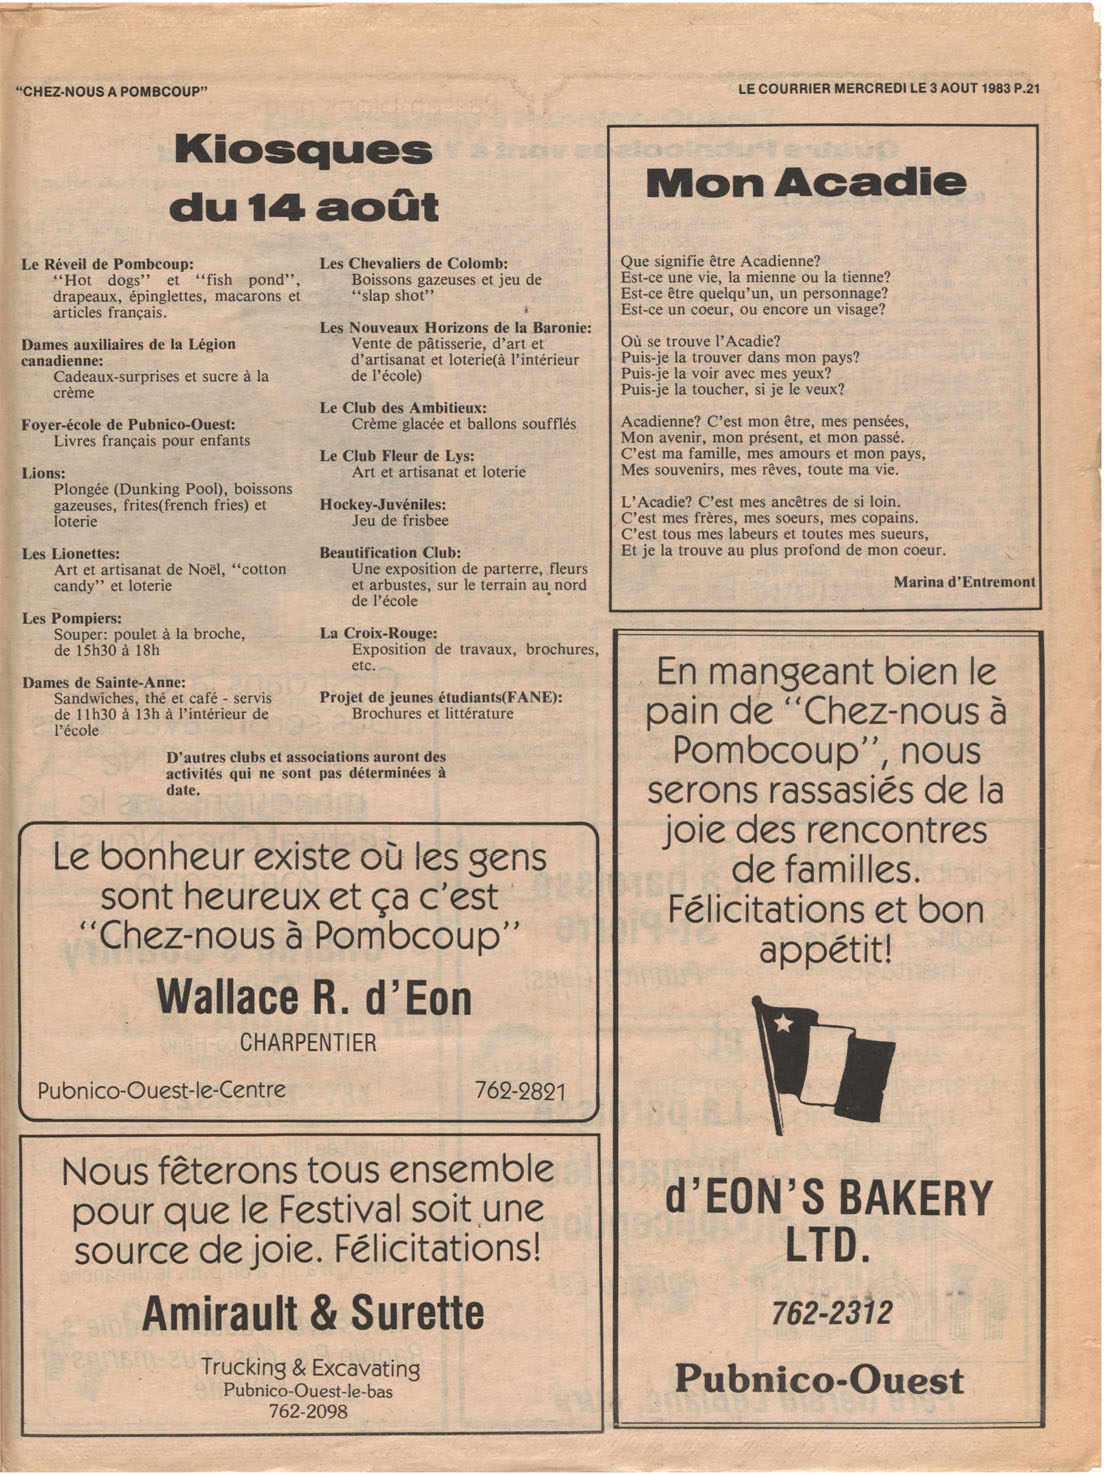 "CHEZ-NOUS A POMBCOUP"
LE COURRIER MERCREDI LE 3 AOUT 1983 P.21
Kiosques
du 14 août
Le Réveil de Pombcoup:
"Hot dogs" et "fish pond",
drapeaux, épinglettes, macarons et
articles français.
Dames auxiliaires de la Légion
canadienne:
Cadeaux-surprises et sucre à la
crème
Foyer-école de Pubnico-Ouest:
Livres français pour enfants
Lions:
Plongée (Dunking Pool), boissons
gazeuses, frites(french fries) et
loterie
Les Lionettes:
Art et artisanat de Noël, "cotton
candy" et loterie
Les Pompiers:
Souper: poulet à la broche,
de 15h30 à 18h
Dames de Sainte-Anne:
Sandwiches, thé et café - servis
de 11h30 à 13h à l'intérieur de
l'école
Les Chevaliers de Colomb:
Boissons gazeuses et jeu de
"slap shot"
Les Nouveaux Horizons de la Baronie:
Vente de pâtisserie, d'art et
d'artisanat et loterie(à l'intérieur
de l'école)
Le Club des Ambitieux:
Crème glacée et ballons soufflés
Le Club Fleur de Lys:
Art et artisanat et loterie
Hockey-Juvéniles:
Jeu de frisbee
Beautification Club:
Une exposition de parterre, fleurs
et arbustes, sur le terrain au nord
de l'école
La Croix-Rouge:
Exposition de travaux, brochures,
etc.
Projet de jeunes étudiants(FANE):
Brochures et littérature
D'autres clubs et associations auront des
activités qui ne sont pas déterminées à
date.
Mon Acadie
Que signifie être Acadienne?
Est-ce une vie, la mienne ou la tienne?
Est-ce être quelqu'un, un personnage?
Est-ce un coeur, ou encore un visage?
Où se trouve l'Acadie?
Puis-je la trouver dans mon pays?
Puis-je la voir avec mes yeux?
Puis-je la toucher, si je le veux?
Acadienne? C'est mon être, mes pensées,
Mon avenir, mon présent, et mon passé.
C'est ma famille, mes amours et mon pays,
Mes souvenirs, mes rêves, toute ma vie.
L'Acadie? C'est mes ancêtres de si loin.
C'est mes frères, mes soeurs, mes copains.
C'est tous mes labeurs et toutes mes sueurs,
Et je la trouve au plus profond de mon coeur.
Marina d'Entremont
Le bonheur existe où les gens
sont heureux et ça c'est
"Chez-nous à Pombcoup"
Wallace R. d'Eon
CHARPENTIER
Pubnico-Ouest-le-Centre
762-2821
Nous fêterons tous ensemble
pour que le Festival soit une
source de joie. Félicitations!
Amirault & Surette
Trucking & Excavating
Pubnico-Ouest-le-bas
762-2098
En mangeant bien le
pain de "Chez-nous à
Pombcoup", nous
serons rassasiés de la
joie des rencontres
de familles.
Félicitations et bon
appétit!
d'EON'S BAKERY
LTD.
762-2312
Pubnico-Ouest